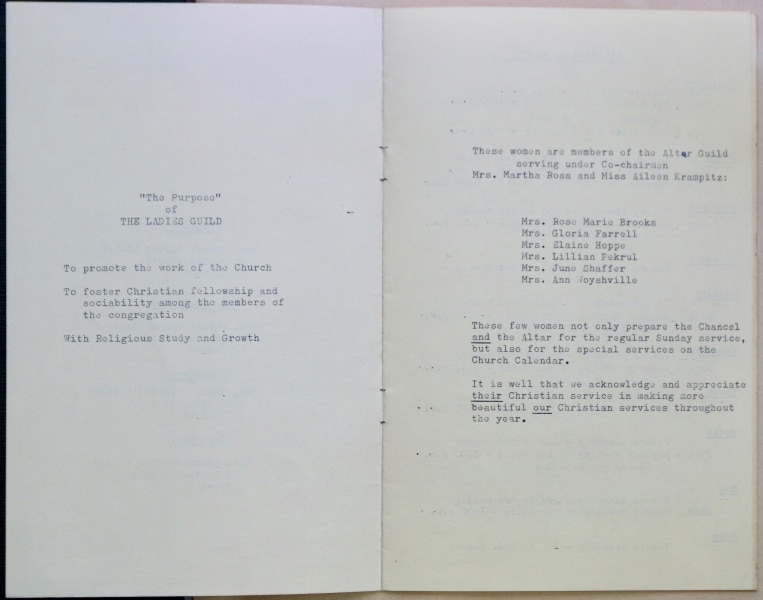 "The Purpose"
of
THE LADIES GUILD
To promote the work of the Church
To foster Christian fellowship and
sociability among the members of
the congregation
With Religious Study and Growth
These women are members of the Altar Guild
serving under Co-chairmen
Mrs. Martha Ross and Miss Aileen Krampitz:
Mrs. Rose Marie Brooks
Mrs. Gloria Farrell
Mrs. Elaine Hoppe
Mrs. Lillian Pekrul
Mrs. June Shaffer
Mrs. Ann Woyshville
These few women not only prepare the Chancel
and the Altar for the regular Sunday service,
but also for the special services on the
Church Calendar.
It is well that we acknowledge and appreciate
their Christian service in making more
beautiful our Christian services throughout
the year.